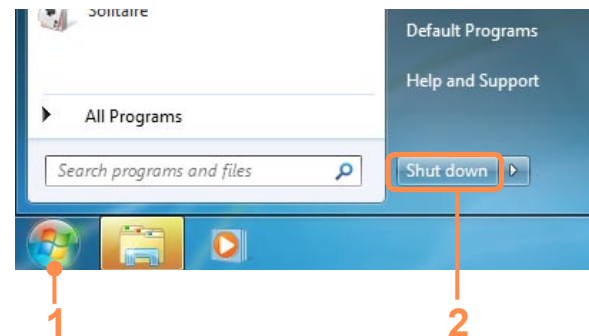 Solitaire
Default Programs
Help and Support
All Programs
Search programs and files
Shut down
1
2